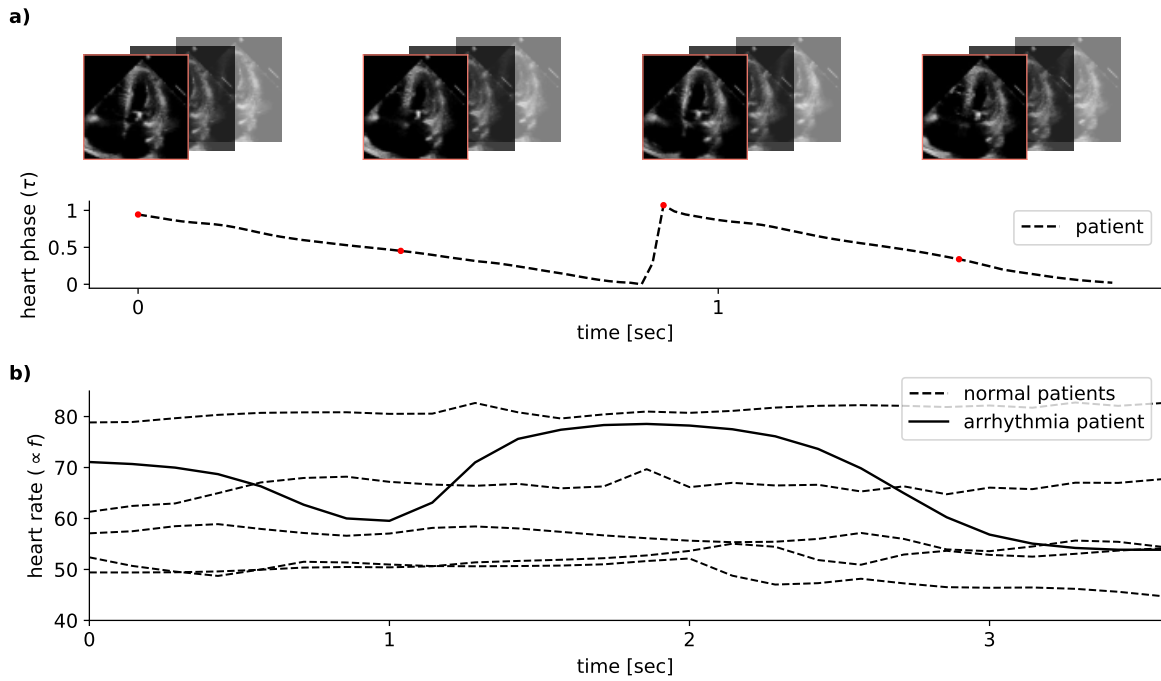 a)
heart phase (τ)
1
0.5
0
patient
0
1
time [sec]
b)
heart rate ( ∝ f)
80
70
60
50
40
normal patients
arrhythmia patient
0
1
2
3
time [sec]